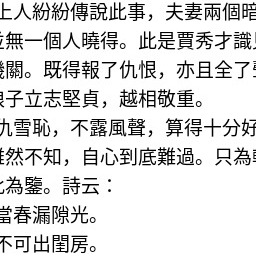 上人紛紛傳說此事，夫妻兩個暗
並無一個人曉得。此是賈秀才識見
機關。既得報了仇恨，亦且全了聲
娘子立志堅貞，越相敬重。
仇雪恥，不露風聲，算得十分好
雖然不知，自心到底難過。只為輕
此為鑒。詩云：
當春漏隙光。
不可出閨房。